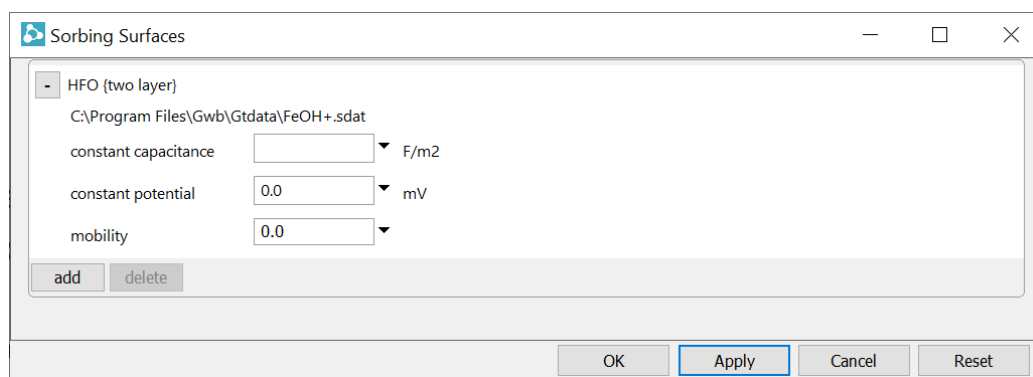 Sorbing Surfaces
- HFO {two layer}
C:\Program Files\Gwb\Gtdata\FeOH+.sdat
constant capacitance F/m2
constant potential 0.0 mV
mobility 0.0
add delete
OK Apply Cancel Reset